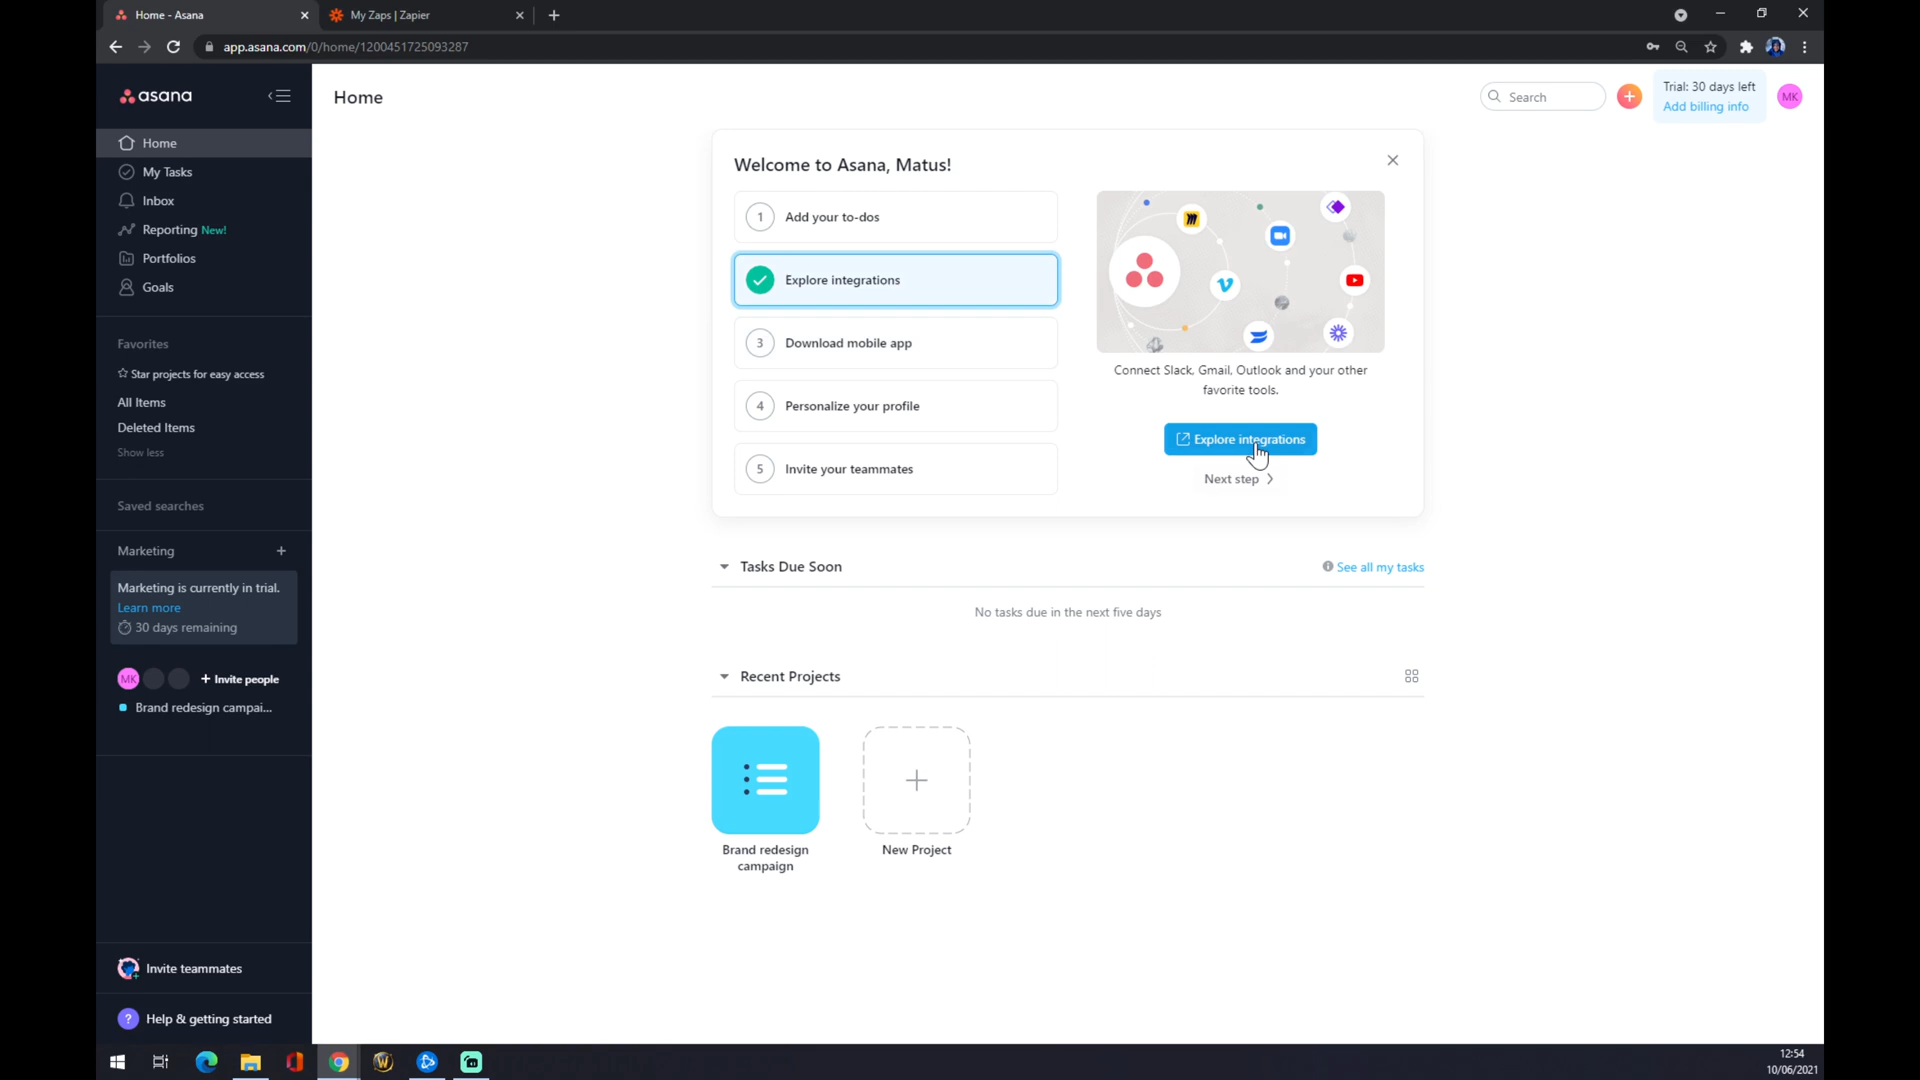 Home - Asana
My Zaps | Zapier
app.asana.com/0/home/1200451725093287
asana
Home
Search
Trial: 30 days left
Add billing info
MK
Home
My Tasks
Inbox
Reporting New!
Portfolios
Goals
Favorites
Star projects for easy access
All Items
Deleted Items
Show less
Saved searches
Marketing
Marketing is currently in trial.
Learn more
30 days remaining
MK
+ Invite people
Brand redesign campai...
Invite teammates
? Help & getting started
Welcome to Asana, Matus!
1 Add your to-dos
Explore integrations
3 Download mobile app
4 Personalize your profile
5 Invite your teammates
Connect Slack, Gmail, Outlook and your other
favorite tools.
Explore integrations
Next step
Tasks Due Soon
See all my tasks
No tasks due in the next five days
Recent Projects
Brand redesign
campaign
New Project
12:54
10/06/2021